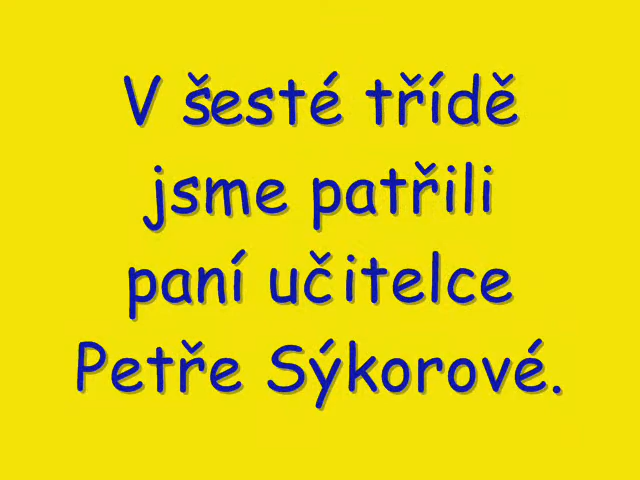 V šesté třídě
jsme patřili
paní učitelce
Petře Sýkorové.